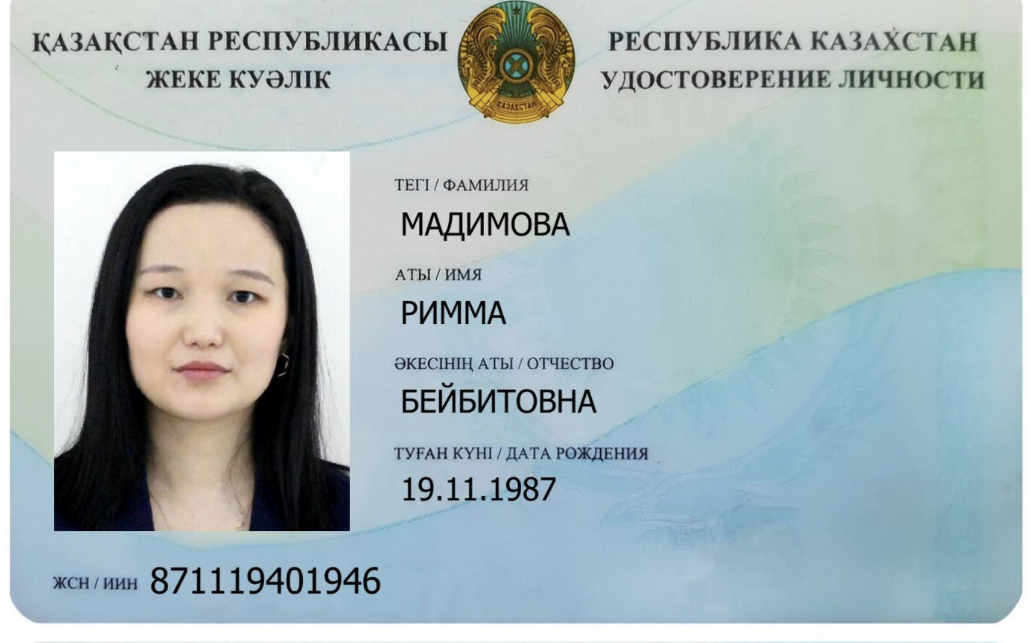 ҚАЗАҚСТАН РЕСПУБЛИКАСЫ
ЖЕКЕ КУӘЛІК
ҚАЗАҚСТАН
РЕСПУБЛИКА КАЗАХСТАН
УДОСТОВЕРЕНИЕ ЛИЧНОСТИ
ТЕГІ / ФАМИЛИЯ
МАДИМОВА
АТЫ / ИМЯ
РИММА
ӘКЕСІНІҢ АТЫ / ОТЧЕСТВО
БЕЙБИТОВНА
ТУҒАН КҮНІ / ДАТА РОЖДЕНИЯ
19.11.1987
ЖСН / ИИН 871119401946